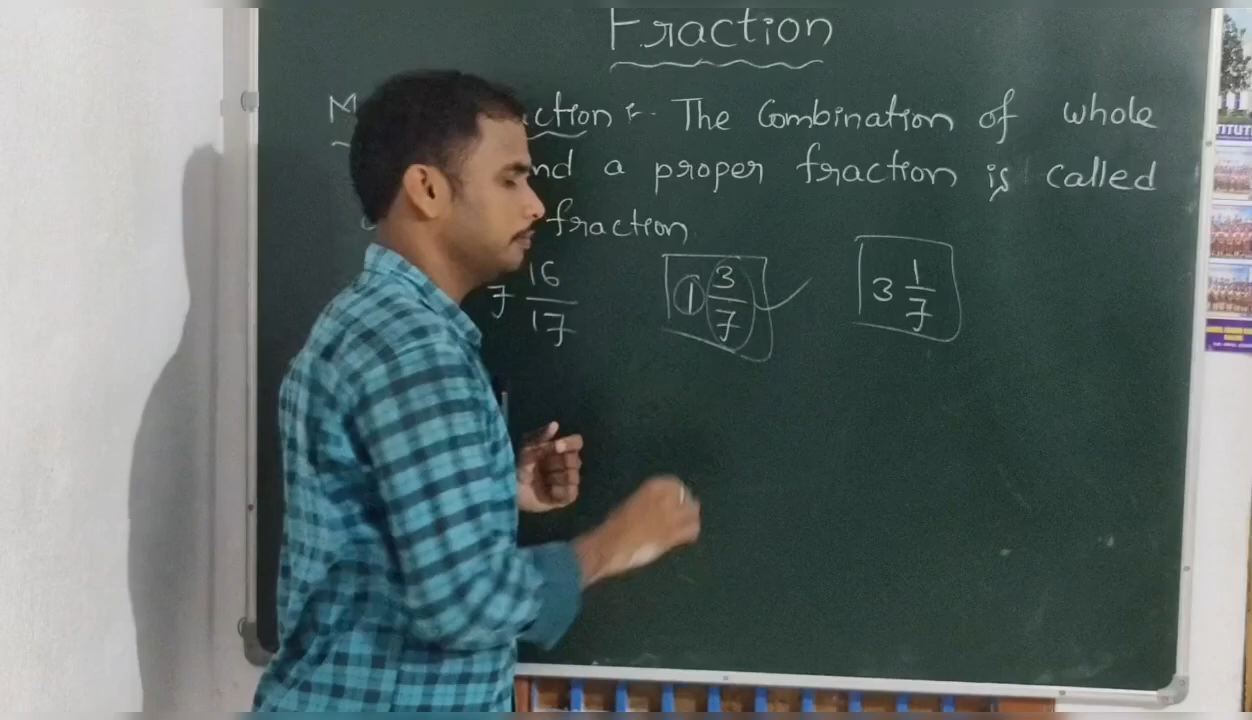 Fraction
ction :- The Combination of whole
nd a proper fraction is called
fraction
7 16/17 1 3/7 3 1/7
TITUT